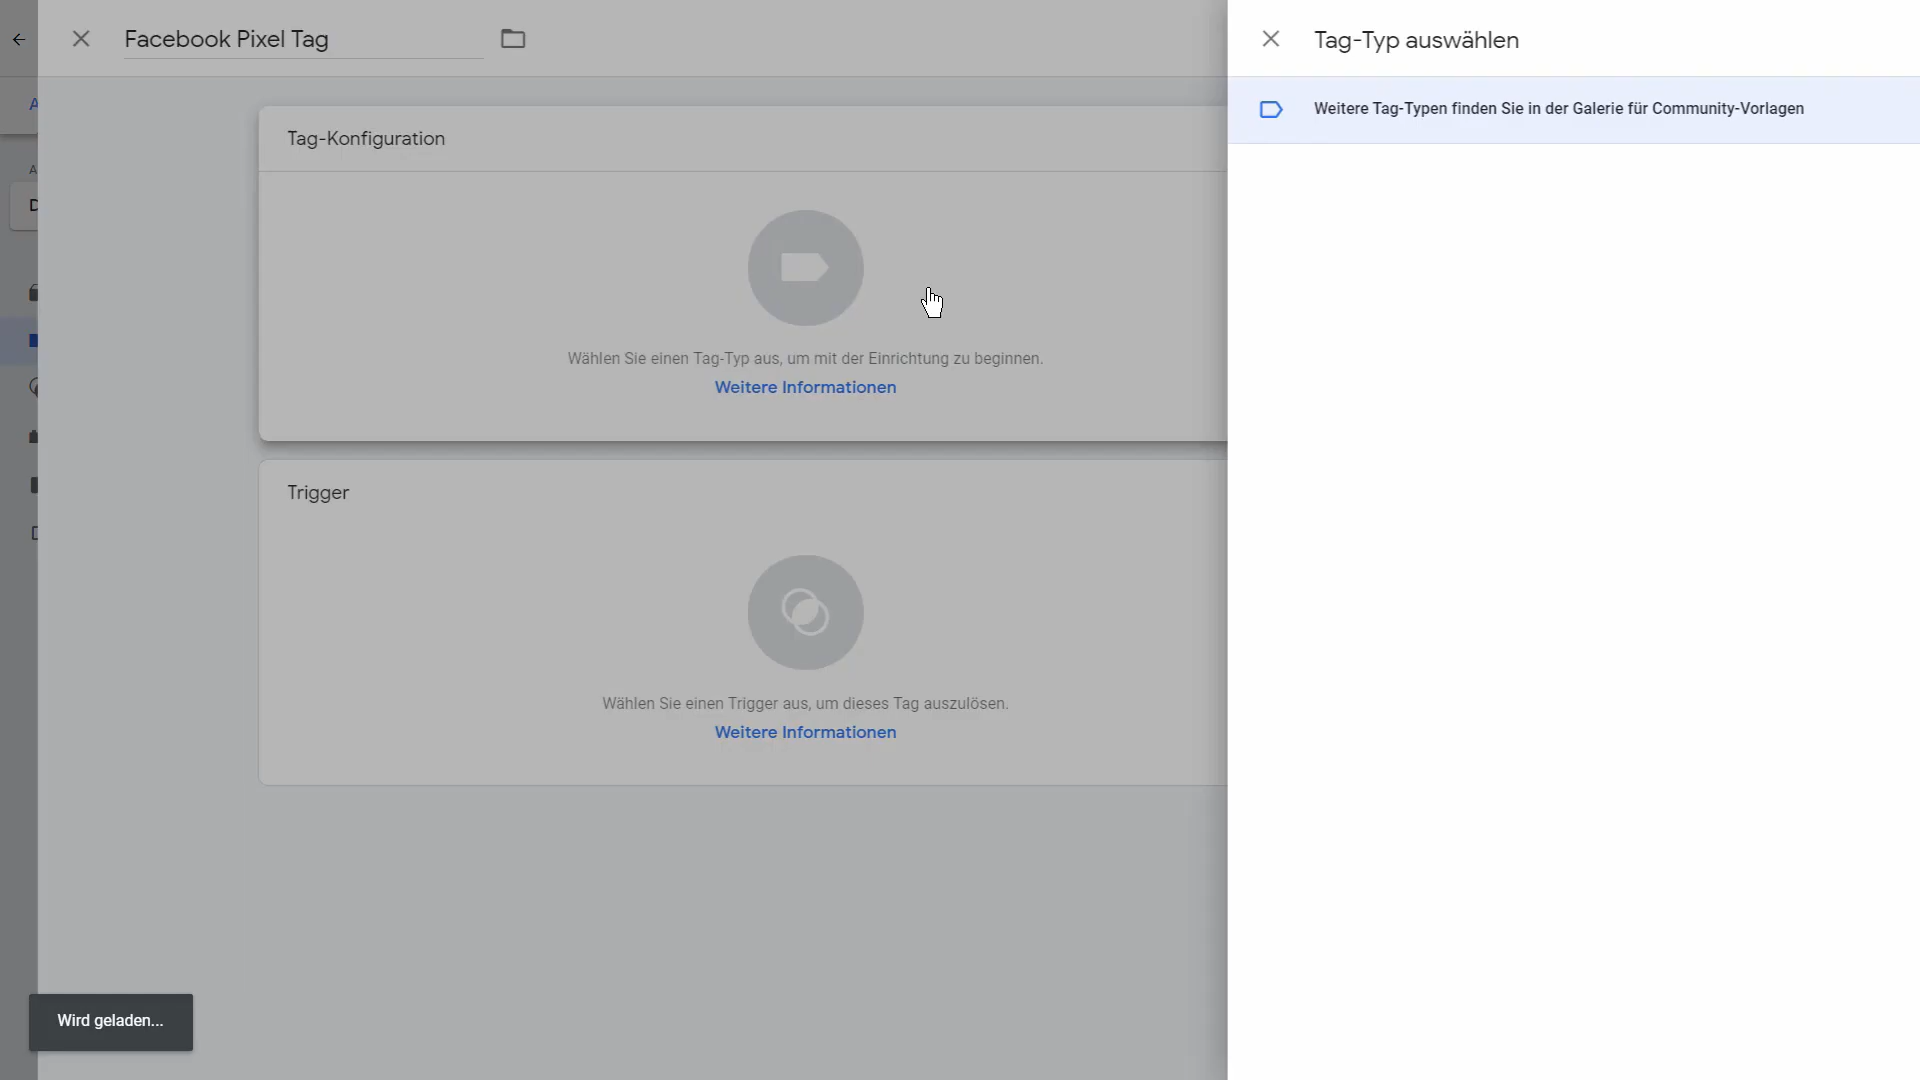 Facebook Pixel Tag
Tag-Konfiguration
Wählen Sie einen Tag-Typ aus, um mit der Einrichtung zu beginnen.
Weitere Informationen
Trigger
Wählen Sie einen Trigger aus, um dieses Tag auszulösen.
Weitere Informationen
Wird geladen...
Tag-Typ auswählen
Weitere Tag-Typen finden Sie in der Galerie für Community-Vorlagen